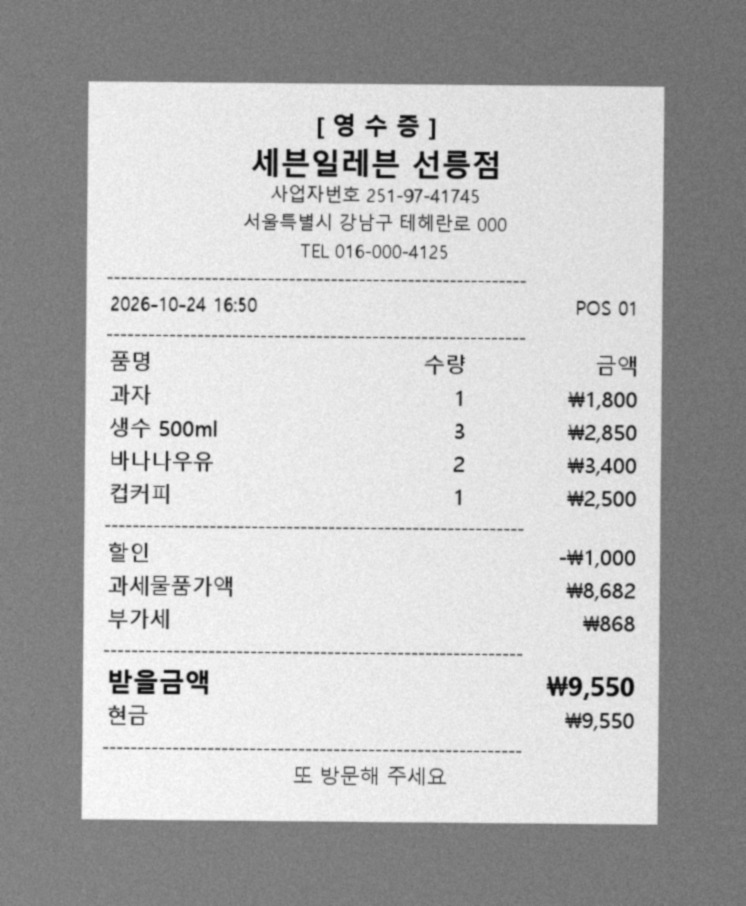 [ 영 수 증 ]
세븐일레븐 선릉점
사업자번호 251-97-41745
서울특별시 강남구 테헤란로 000
TEL 016-000-4125
2026-10-24 16:50 POS 01
품명 수량 금액
과자 1 ₩1,800
생수 500ml 3 ₩2,850
바나나우유 2 ₩3,400
컵커피 1 ₩2,500
할인 -₩1,000
과세물품가액 ₩8,682
부가세 ₩868
받을금액 ₩9,550
현금 ₩9,550
또 방문해 주세요